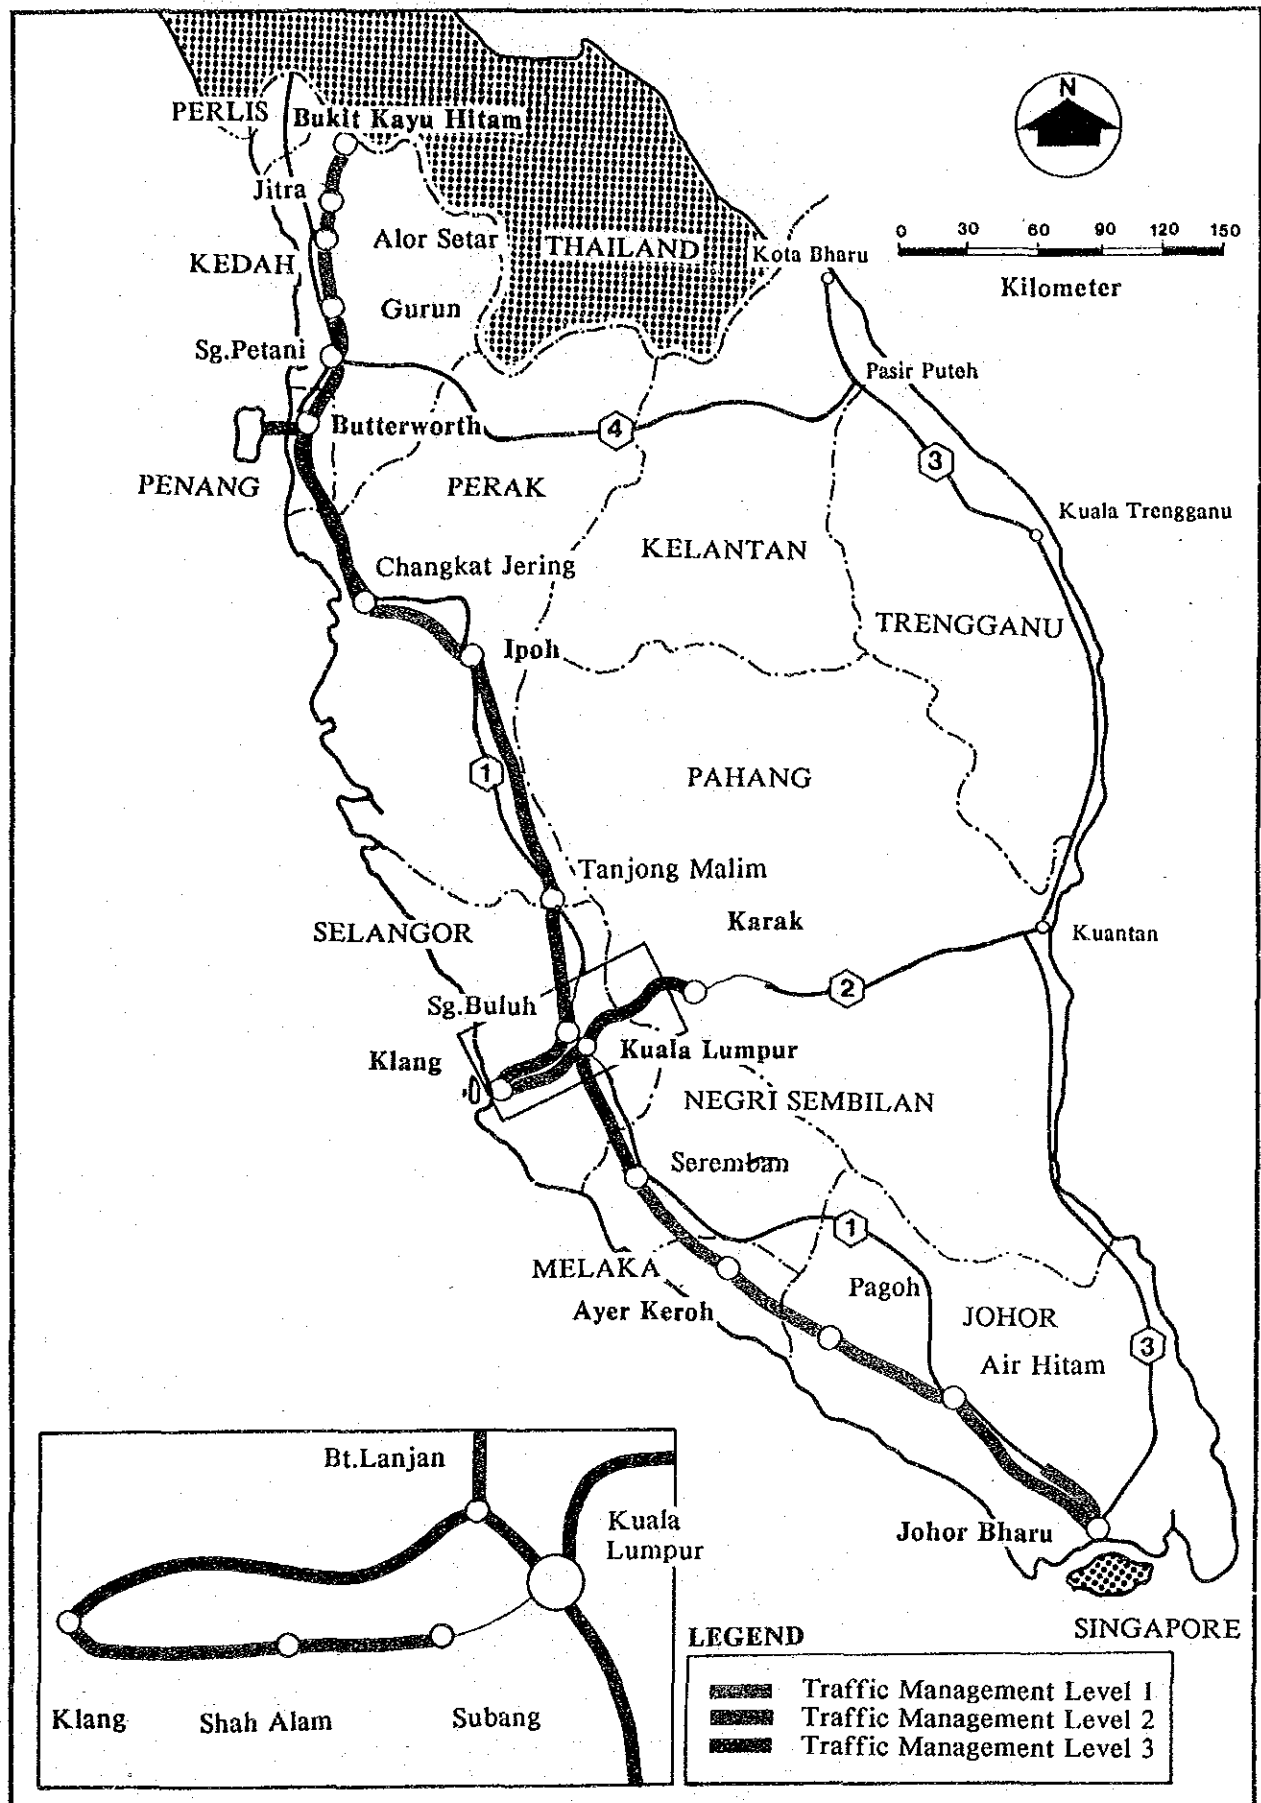 N
PERLIS
Bukit Kayu Hitam
Jitra
Alor Setar
THAILAND
Kota Bharu
0 30 60 90 120 150
Kilometer
KEDAH
Gurun
Sg.Petani
Pasir Puteh
Butterworth
4
3
PENANG
PERAK
Kuala Trengganu
KELANTAN
Changkat Jering
TRENGGANU
Ipoh
1
PAHANG
Tanjong Malim
SELANGOR
Karak
Kuantan
2
Sg.Buluh
Klang
Kuala Lumpur
NEGRI SEMBILAN
Seremban
1
MELAKA
Pagoh
Ayer Keroh
JOHOR
3
Air Hitam
Johor Bharu
SINGAPORE
Bt.Lanjan
Kuala
Lumpur
Klang
Shah Alam
Subang
LEGEND
Traffic Management Level 1
Traffic Management Level 2
Traffic Management Level 3